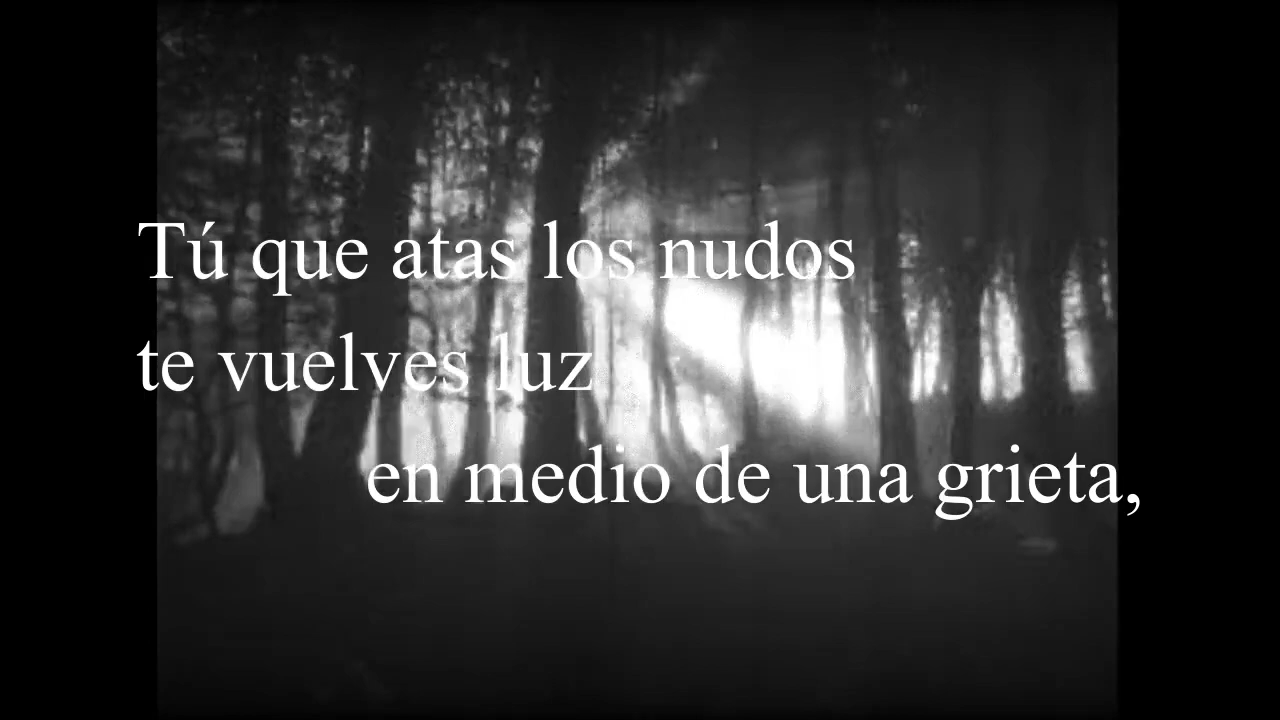 Tú que atas los nudos
te vuelves luz
en medio de una grieta,